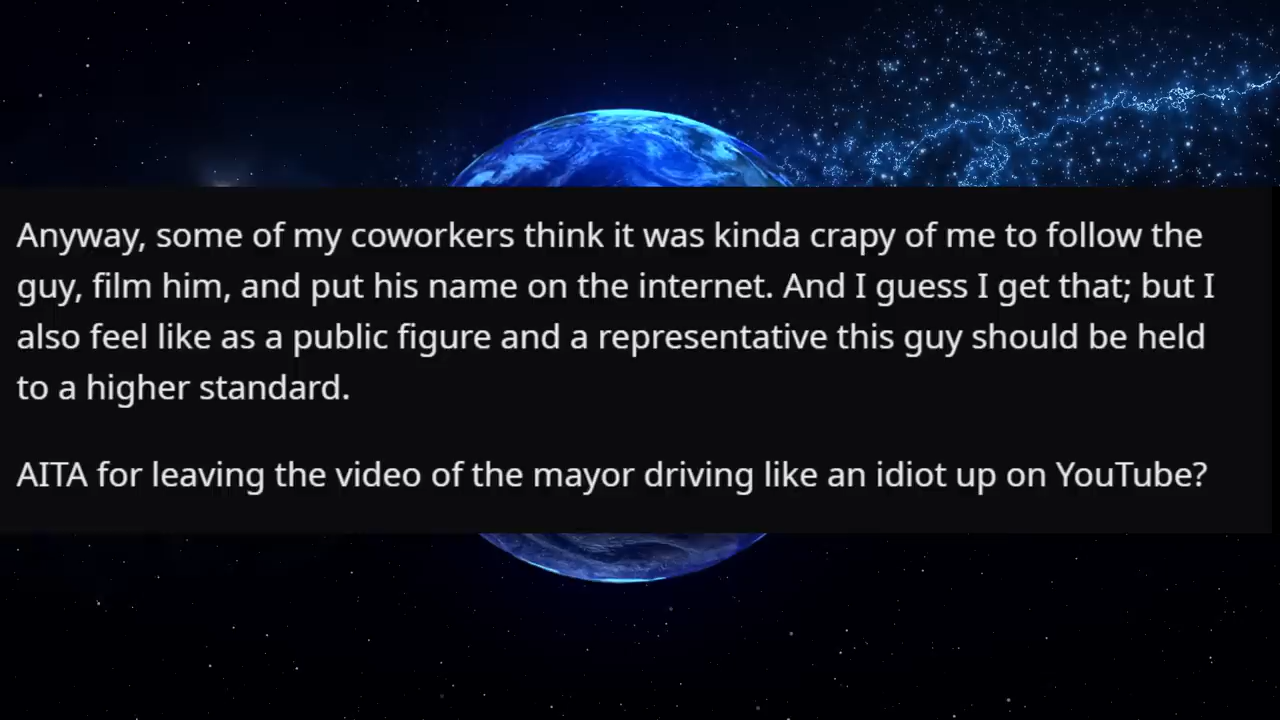 Anyway, some of my coworkers think it was kinda crapy of me to follow the
guy, film him, and put his name on the internet. And I guess I get that; but I
also feel like as a public figure and a representative this guy should be held
to a higher standard.
AITA for leaving the video of the mayor driving like an idiot up on YouTube?